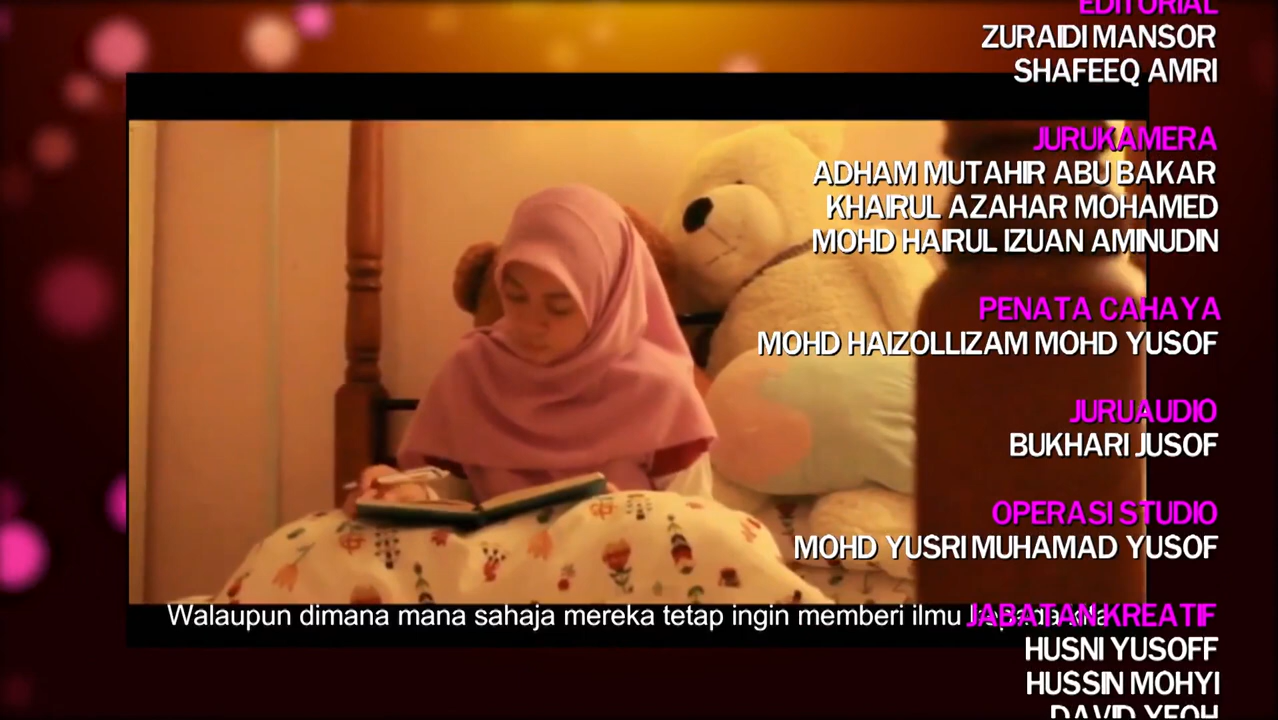 EDITORIAL
ZURAIDI MANSOR
SHAFEEQ AMRI
JURUKAMERA
ADHAM MUTAHIR ABU BAKAR
KHAIRUL AZAHAR MOHAMED
MOHD HAIRUL IZUAN AMINUDIN
PENATA CAHAYA
MOHD HAIZOLLIZAM MOHD YUSOF
JURUAUDIO
BUKHARI JUSOF
OPERASI STUDIO
MOHD YUSRI MUHAMAD YUSOF
Walaupun dimana mana sahaja mereka tetap ingin memberi ilmu
JABATAN KREATIF
HUSNI YUSOFF
HUSSIN MOHYI
DAVID YEOH